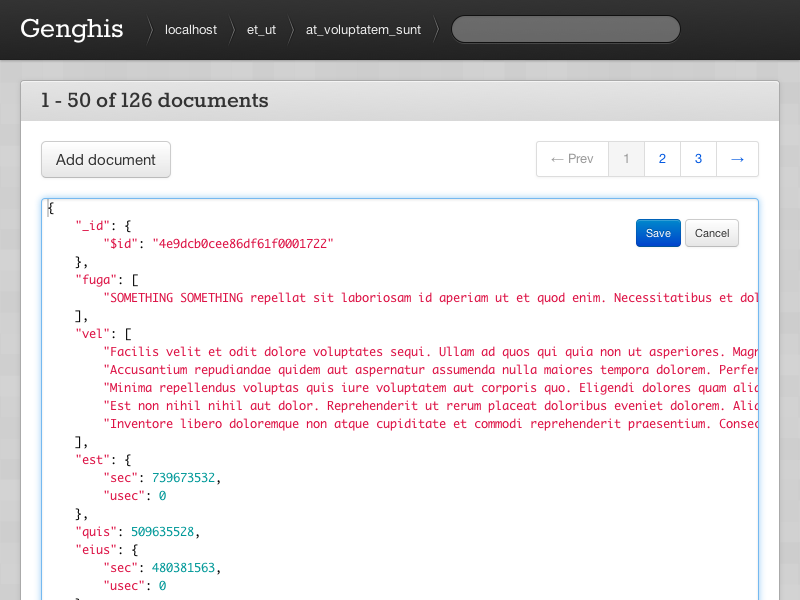 Genghis localhost et_ut at_voluptatem_sunt
1 - 50 of 126 documents
Add document ← Prev 1 2 3 →
{
"_id": {
Save Cancel
"$id": "4e9dcb0cee86df61f0001722"
},
"fuga": [
"SOMETHING SOMETHING repellat sit laboriosam id aperiam ut et quod enim. Necessitatibus et dol
],
"vel": [
"Facilis velit et odit dolore voluptates sequi. Ullam ad quos qui quia non ut asperiores. Magn
"Accusantium repudiandae quidem aut aspernatur assumenda nulla maiores tempora dolorem. Perfer
"Minima repellendus voluptas quis iure voluptatem aut corporis quo. Eligendi dolores quam alia
"Est non nihil nihil aut dolor. Reprehenderit ut rerum placeat doloribus eveniet dolorem. Alic
"Inventore libero doloremque non atque cupiditate et commodi reprehenderit praesentium. Consec
],
"est": {
"sec": 739673532,
"usec": 0
},
"quis": 509635528,
"eius": {
"sec": 480381563,
"usec": 0